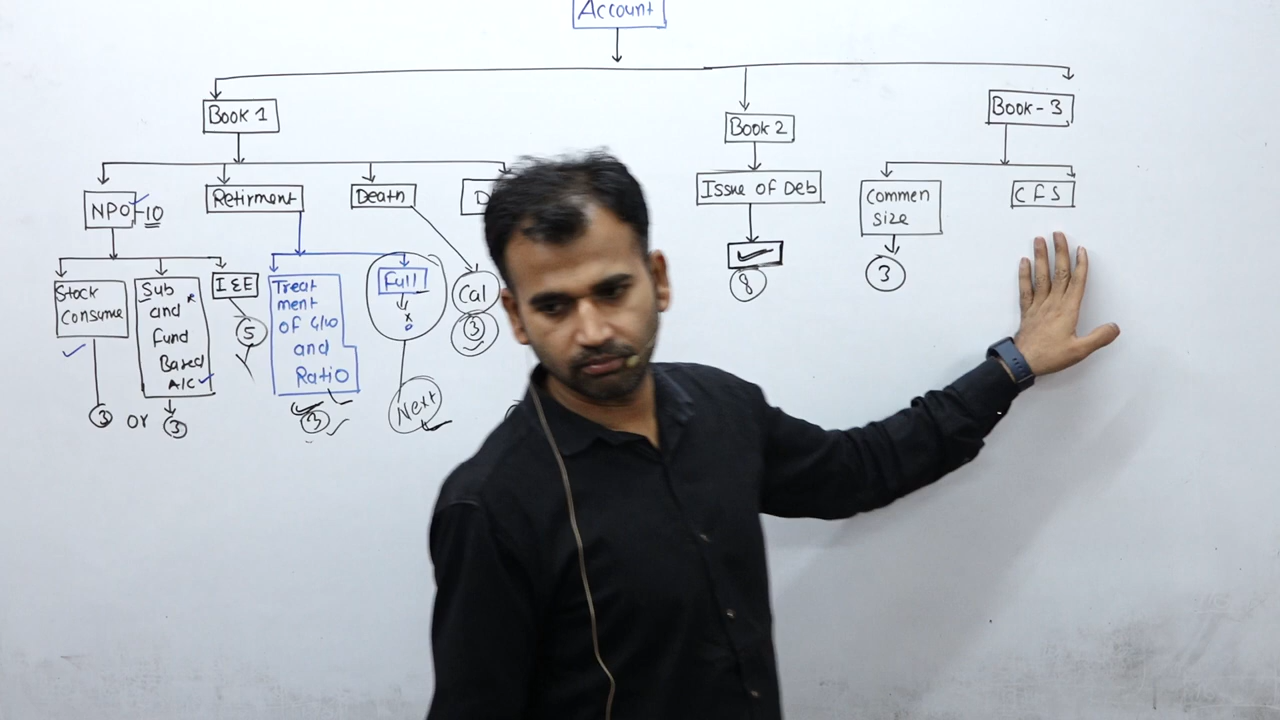 Account
Book 1
Book 2
Book - 3
NPO 10
Retirment
Death
D
Issue of Deb
Commen
size
CFS
Stock
Consume
Sub
and
Fund
Based
A/C
I & E
Treat
ment
of G/W
and
Ratio
Full
Cal
3
8
3
5
3 or 3
3
Next